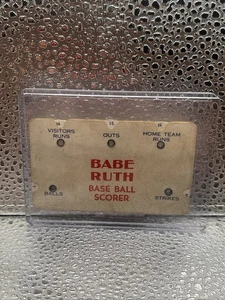 VISITORS RUNS
OUTS
HOME TEAM RUNS
BABE
RUTH
BASE BALL
SCORER
BALLS
STRIKES